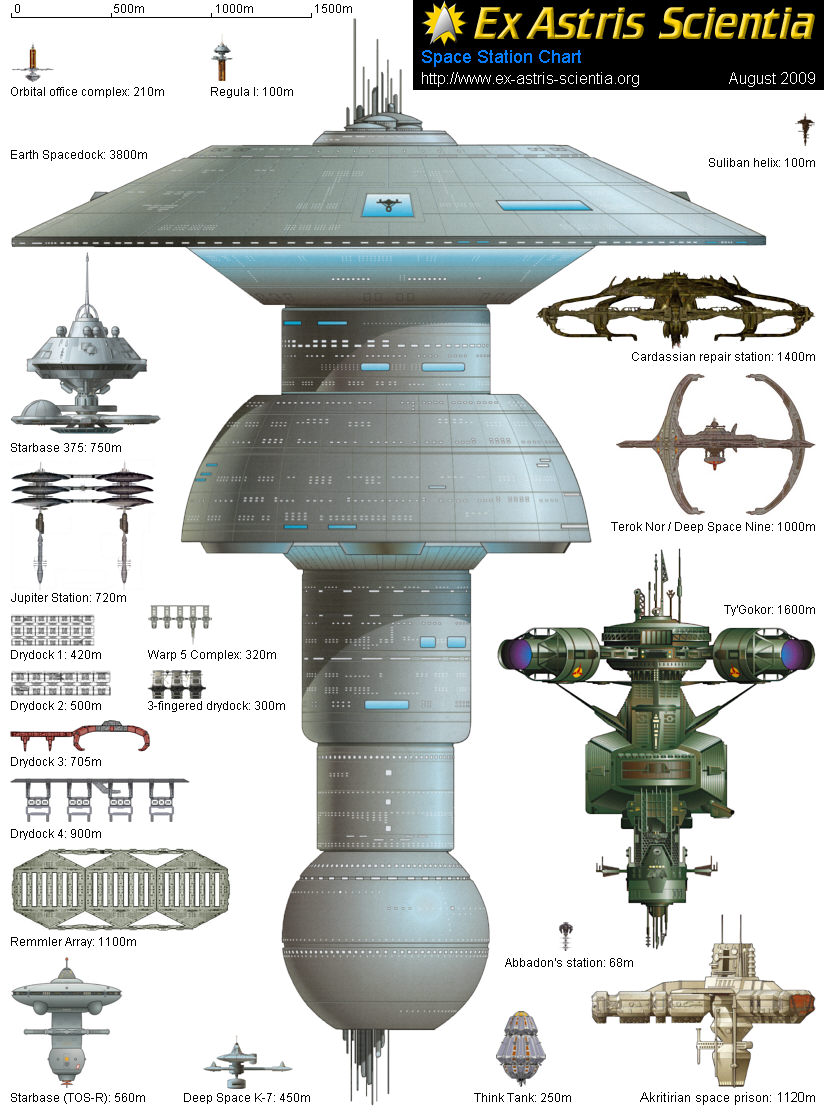 0 500m 1000m 1500m
Ex Astris Scientia
Space Station Chart
http://www.ex-astris-scientia.org August 2009
Orbital office complex: 210m
Regula I: 100m
Earth Spacedock: 3800m
Suliban helix: 100m
Cardassian repair station: 1400m
Starbase 375: 750m
Terok Nor / Deep Space Nine: 1000m
Jupiter Station: 720m
Ty'Gokor: 1600m
Drydock 1: 420m
Warp 5 Complex: 320m
Drydock 2: 500m
3-fingered drydock: 300m
Drydock 3: 705m
Drydock 4: 900m
Remmler Array: 1100m
Abbadon's station: 68m
Starbase (TOS-R): 560m
Deep Space K-7: 450m
Think Tank: 250m
Akritirian space prison: 1120m